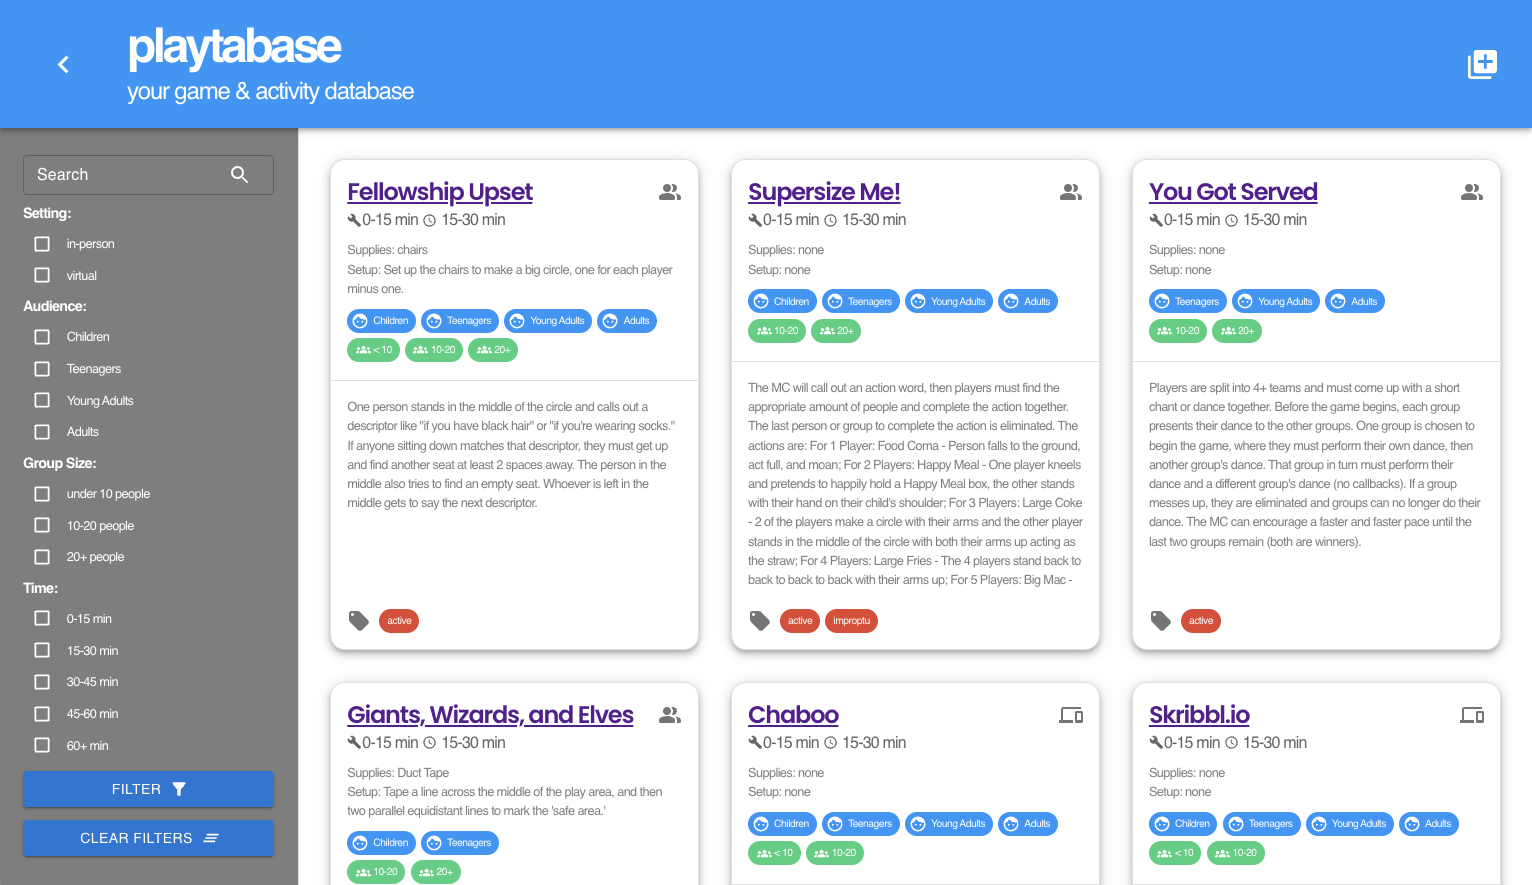 playtabase
your game & activity database
Search
Setting:
in-person
virtual
Audience:
Children
Teenagers
Young Adults
Adults
Group Size:
under 10 people
10-20 people
20+ people
Time:
0-15 min
15-30 min
30-45 min
45-60 min
60+ min
FILTER
CLEAR FILTERS
Fellowship Upset
0-15 min 15-30 min
Supplies: chairs
Setup: Set up the chairs to make a big circle, one for each player
minus one.
Children Teenagers Young Adults Adults
< 10 10-20 20+
One person stands in the middle of the circle and calls out a
descriptor like "if you have black hair" or "if you're wearing socks."
If anyone sitting down matches that descriptor, they must get up
and find another seat at least 2 spaces away. The person in the
middle also tries to find an empty seat. Whoever is left in the
middle gets to say the next descriptor.
active
Supersize Me!
0-15 min 15-30 min
Supplies: none
Setup: none
Children Teenagers Young Adults Adults
10-20 20+
The MC will call out an action word, then players must find the
appropriate amount of people and complete the action together.
The last person or group to complete the action is eliminated. The
actions are: For 1 Player: Food Coma - Person falls to the ground,
act full, and moan; For 2 Players: Happy Meal - One player kneels
and pretends to happily hold a Happy Meal box, the other stands
with their hand on their child's shoulder; For 3 Players: Large Coke
- 2 of the players make a circle with their arms and the other player
stands in the middle of the circle with both their arms up acting as
the straw; For 4 Players: Large Fries - The 4 players stand back to
back to back to back with their arms up; For 5 Players: Big Mac -
active improptu
You Got Served
0-15 min 15-30 min
Supplies: none
Setup: none
Teenagers Young Adults Adults
10-20 20+
Players are split into 4+ teams and must come up with a short
chant or dance together. Before the game begins, each group
presents their dance to the other groups. One group is chosen to
begin the game, where they must perform their own dance, then
another group's dance. That group in turn must perform their
dance and a different group's dance (no callbacks). If a group
messes up, they are eliminated and groups can no longer do their
dance. The MC can encourage a faster and faster pace until the
last two groups remain (both are winners).
active
Giants, Wizards, and Elves
0-15 min 15-30 min
Supplies: Duct Tape
Setup: Tape a line across the middle of the play area, and then
two parallel equidistant lines to mark the 'safe area.'
Children Teenagers
10-20 20+
Chaboo
0-15 min 15-30 min
Supplies: none
Setup: none
Children Teenagers Young Adults Adults
< 10 10-20
Skribbl.io
0-15 min 15-30 min
Supplies: none
Setup: none
Children Teenagers Young Adults Adults
< 10 10-20